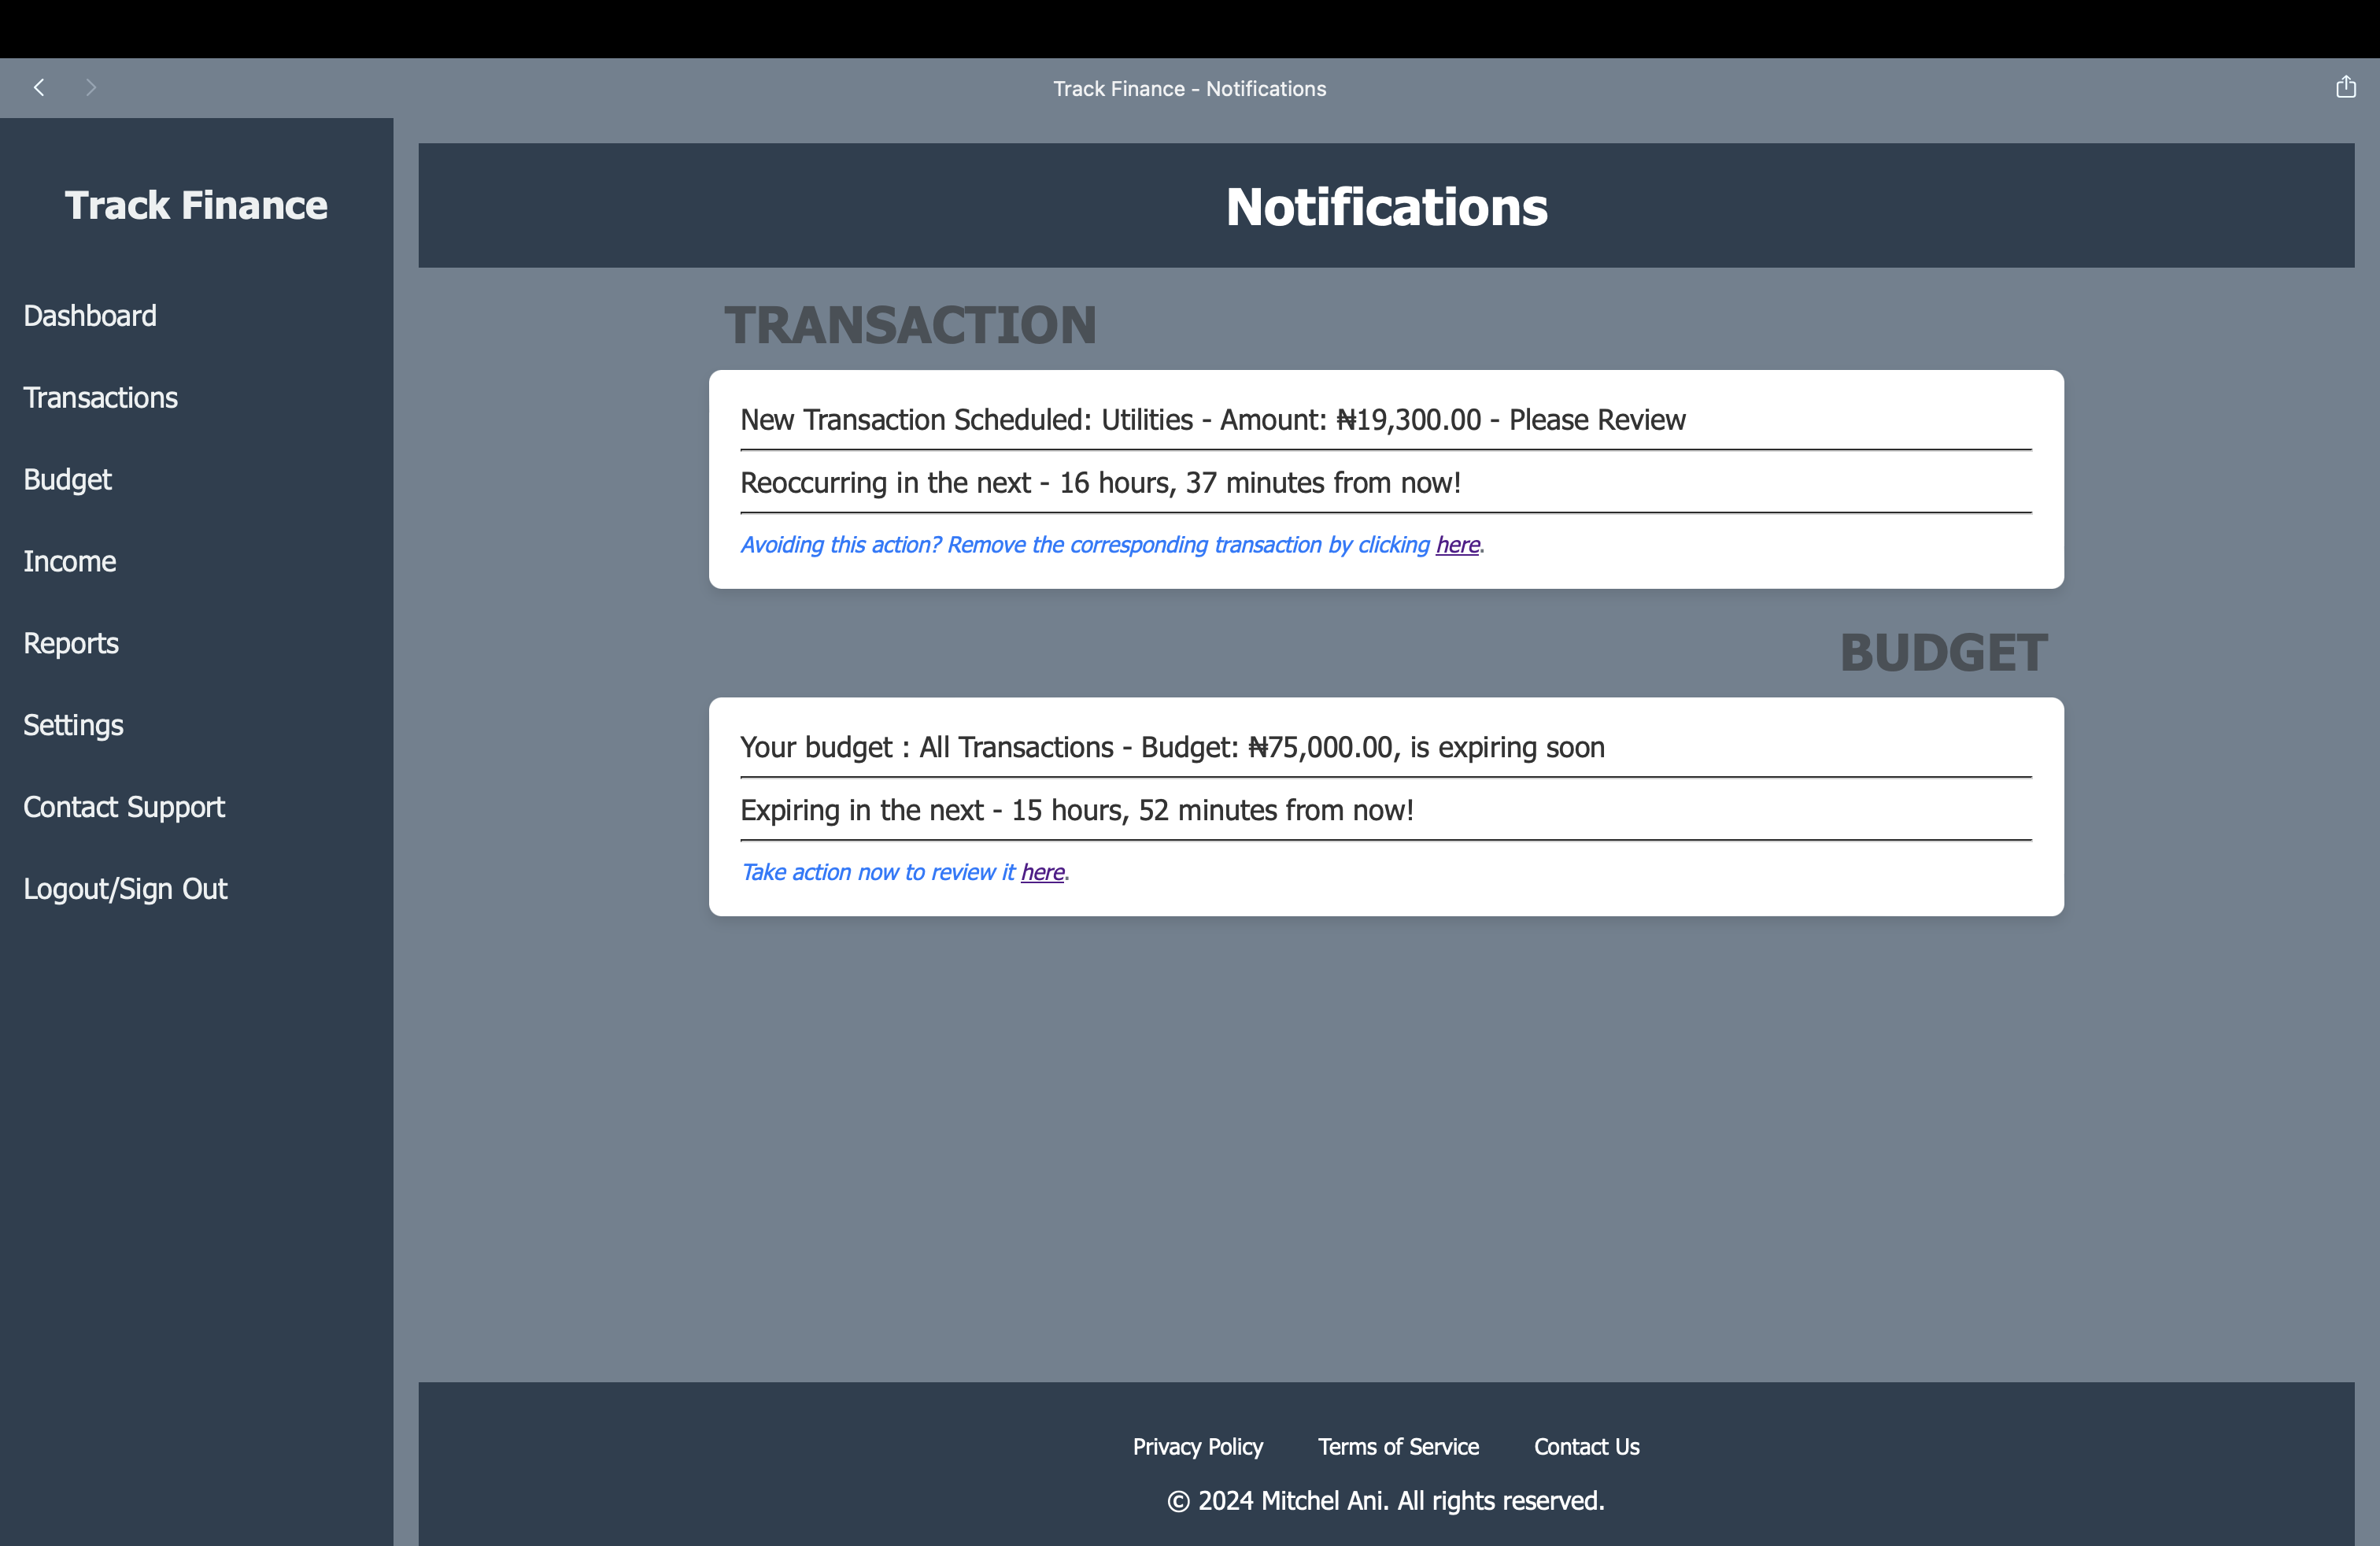 Track Finance - Notifications
Track Finance
Dashboard
Transactions
Budget
Income
Reports
Settings
Contact Support
Logout/Sign Out
Notifications
TRANSACTION
New Transaction Scheduled: Utilities - Amount: ₦19,300.00 - Please Review
Reoccurring in the next - 16 hours, 37 minutes from now!
Avoiding this action? Remove the corresponding transaction by clicking here.
BUDGET
Your budget : All Transactions - Budget: ₦75,000.00, is expiring soon
Expiring in the next - 15 hours, 52 minutes from now!
Take action now to review it here.
Privacy Policy Terms of Service Contact Us
© 2024 Mitchel Ani. All rights reserved.